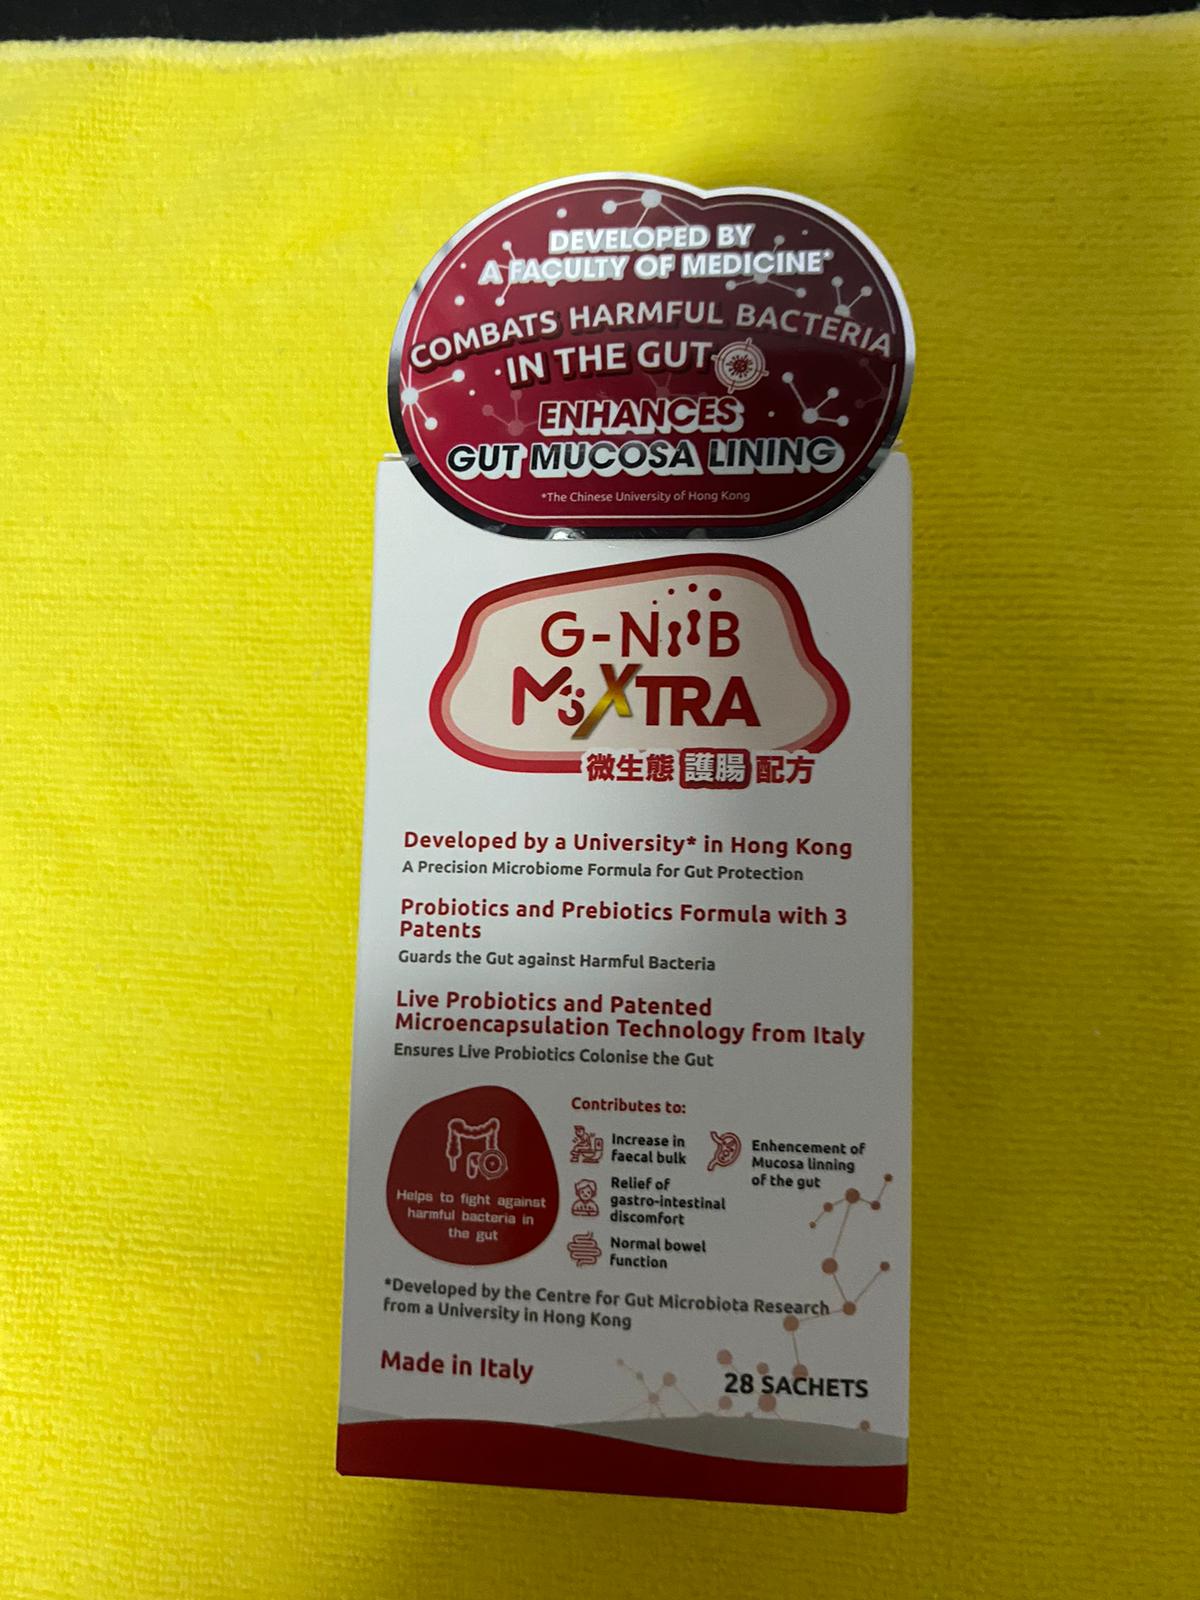 DEVELOPED BY
A FACULTY OF MEDICINE*
COMBATS HARMFUL BACTERIA
IN THE GUT
ENHANCES
GUT MUCOSA LINING
*The Chinese University of Hong Kong
G-NiiB
M3XTRA
微生態 護腸 配方
Developed by a University* in Hong Kong
A Precision Microbiome Formula for Gut Protection
Probiotics and Prebiotics Formula with 3
Patents
Guards the Gut against Harmful Bacteria
Live Probiotics and Patented
Microencapsulation Technology from Italy
Ensures Live Probiotics Colonise the Gut
Helps to fight against
harmful bacteria in
the gut
Contributes to:
Increase in
faecal bulk
Relief of
gastro-intestinal
discomfort
Normal bowel
function
Enhencement of
Mucosa linning
of the gut
*Developed by the Centre for Gut Microbiota Research
from a University in Hong Kong
Made in Italy
28 SACHETS